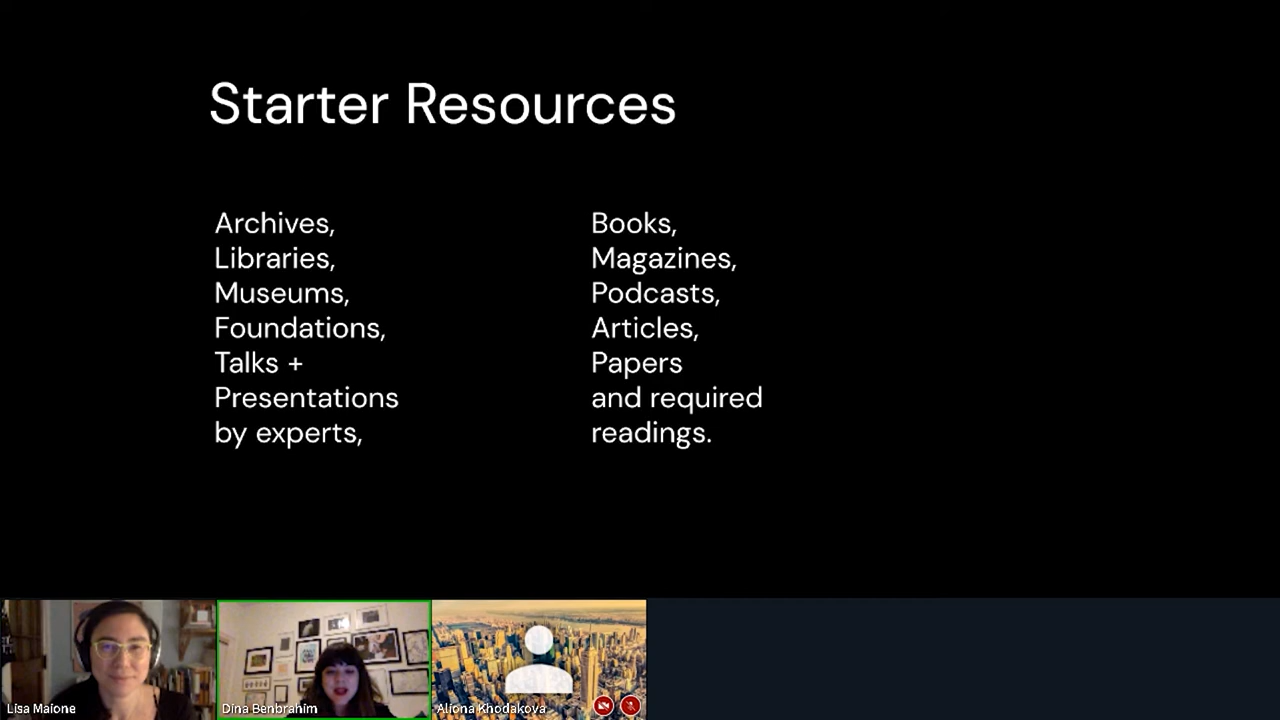 Starter Resources
Archives,
Libraries,
Museums,
Foundations,
Talks +
Presentations
by experts,
Books,
Magazines,
Podcasts,
Articles,
Papers
and required
readings.
Lisa Maione
Dina Benbrahim
Aliona Khodakova